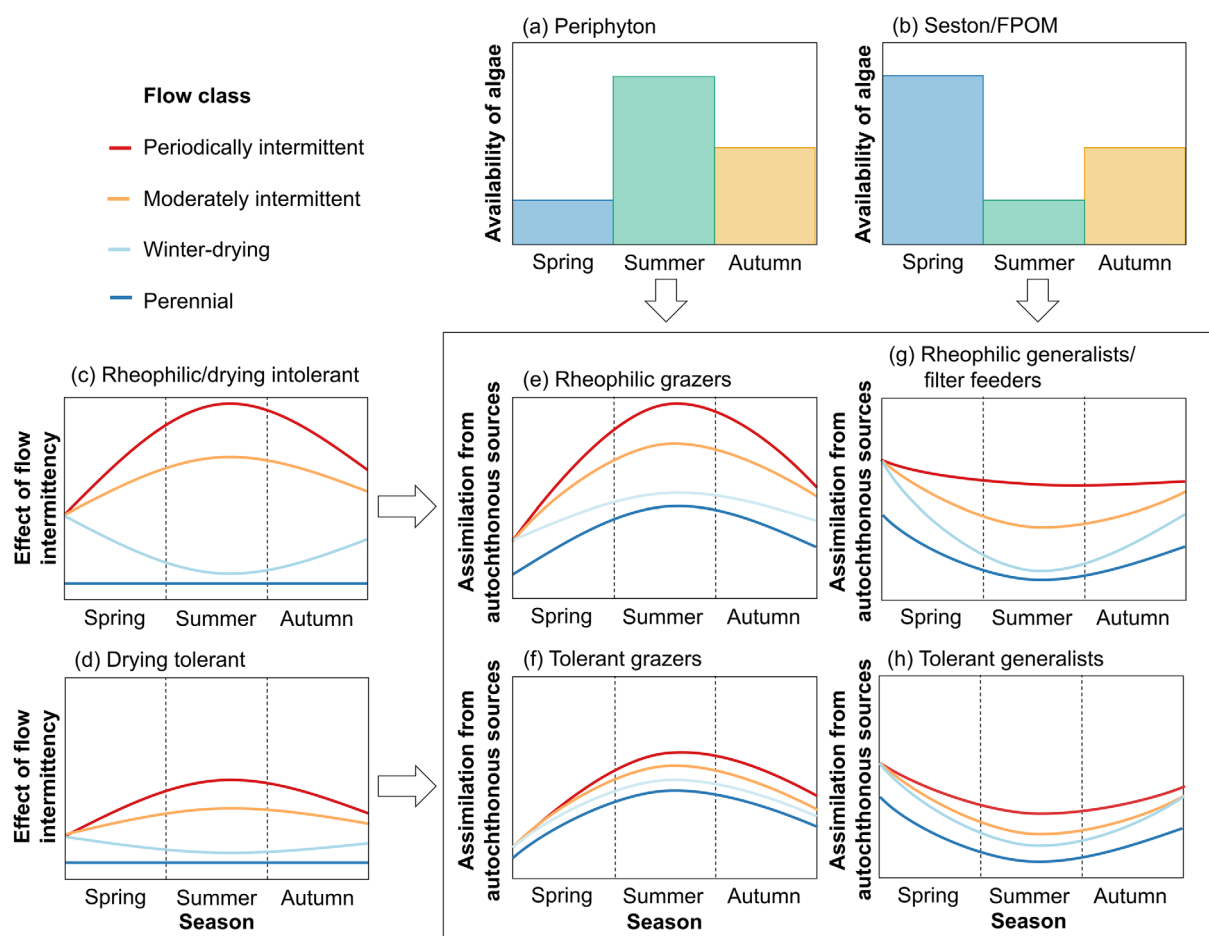 (a) Periphyton
Availability of algae
Spring
Summer
Autumn
(b) Seston/FPOM
Availability of algae
Spring
Summer
Autumn
Flow class
Periodically intermittent
Moderately intermittent
Winter-drying
Perennial
(c) Rheophilic/drying intolerant
Effect of flow
intermittency
Spring
Summer
Autumn
(e) Rheophilic grazers
Assimilation from
autochthonous sources
Spring
Summer
Autumn
(g) Rheophilic generalists/
filter feeders
Assimilation from
autochthonous sources
Spring
Summer
Autumn
(d) Drying tolerant
Effect of flow
intermittency
Spring
Summer
Autumn
Season
(f) Tolerant grazers
Assimilation from
autochthonous sources
Spring
Summer
Autumn
Season
(h) Tolerant generalists
Assimilation from
autochthonous sources
Spring
Summer
Autumn
Season